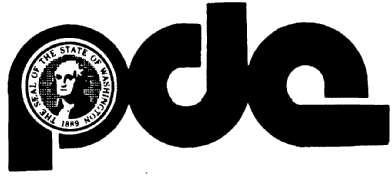 pde
THE SEAL OF THE STATE OF WASHINGTON
1889